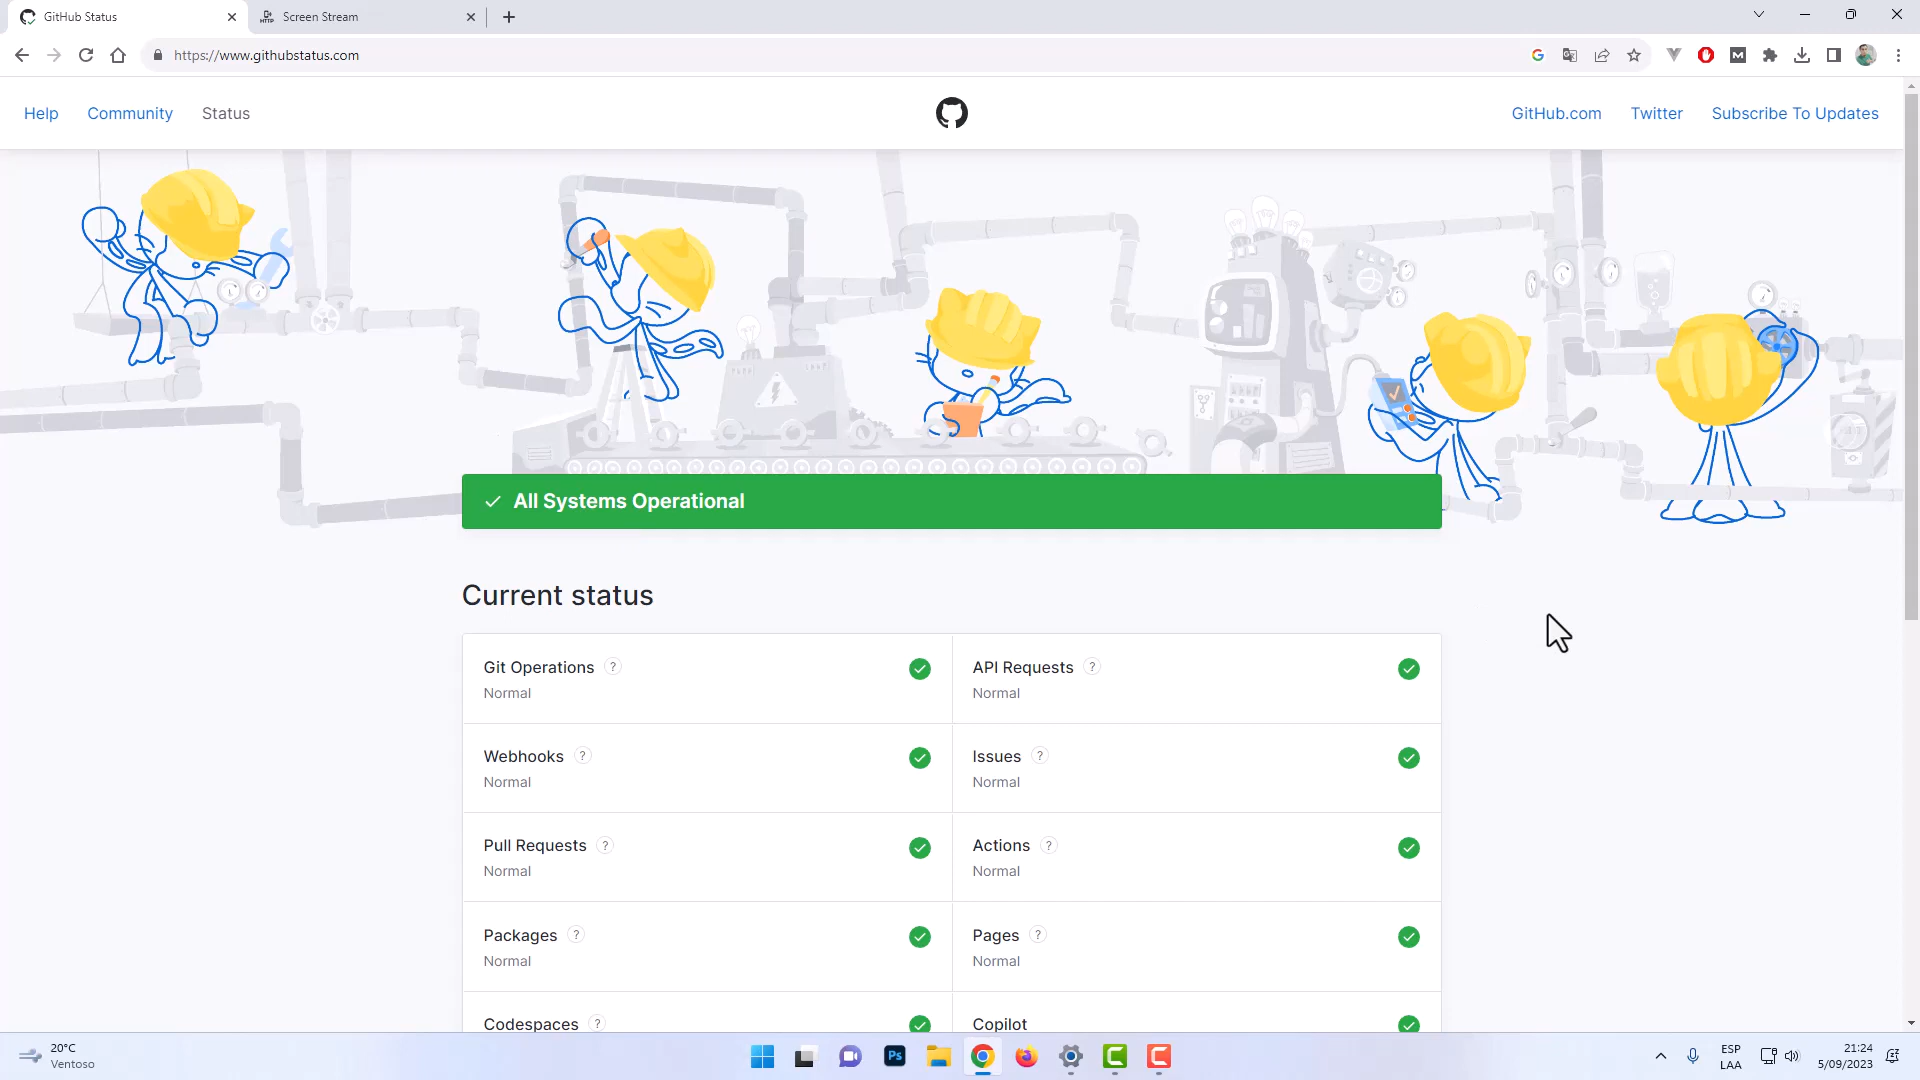 GitHub Status
Screen Stream
https://www.githubstatus.com
Help
Community
Status
GitHub.com
Twitter
Subscribe To Updates
All Systems Operational
Current status
Git Operations ?
Normal
API Requests ?
Normal
Webhooks ?
Normal
Issues ?
Normal
Pull Requests ?
Normal
Actions ?
Normal
Packages ?
Normal
Pages ?
Normal
Codespaces ?
Copilot
20°C
Ventoso
Ps
ESP
LAA
21:24
5/09/2023